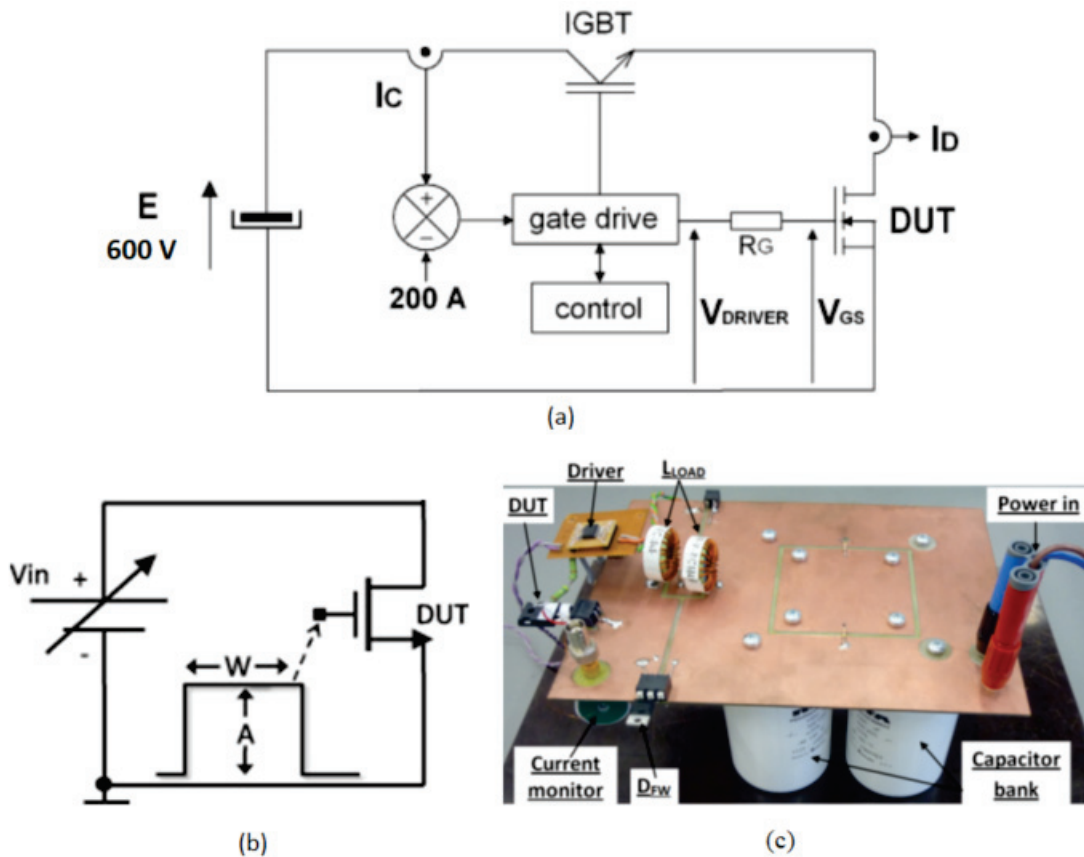 IGBT
IC
ID
E
600 V
+
−
gate drive
RG
DUT
200 A
control
VDRIVER
VGS
(a)
Driver
LLOAD
DUT
Power in
Vin
+
-
DUT
W
A
Current
monitor
DFW
Capacitor
bank
(b)
(c)